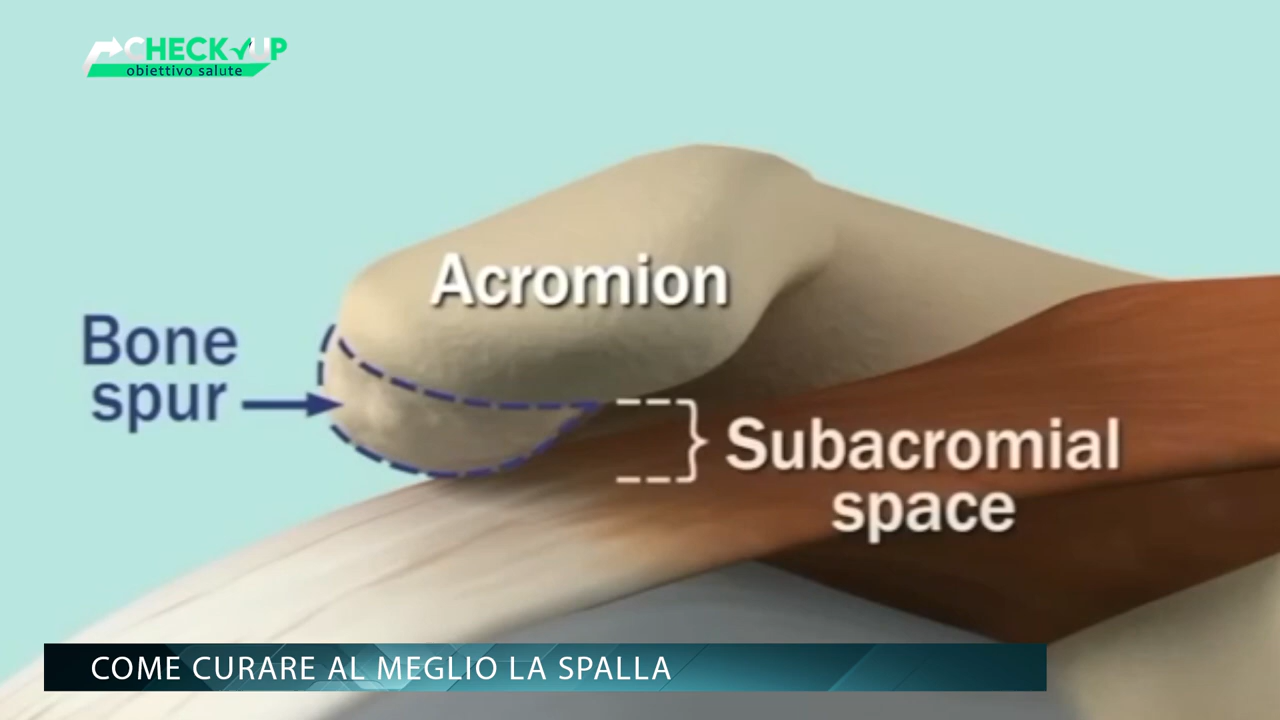 CHECK UP
obiettivo salute
Acromion
Bone
spur
Subacromial
space
COME CURARE AL MEGLIO LA SPALLA